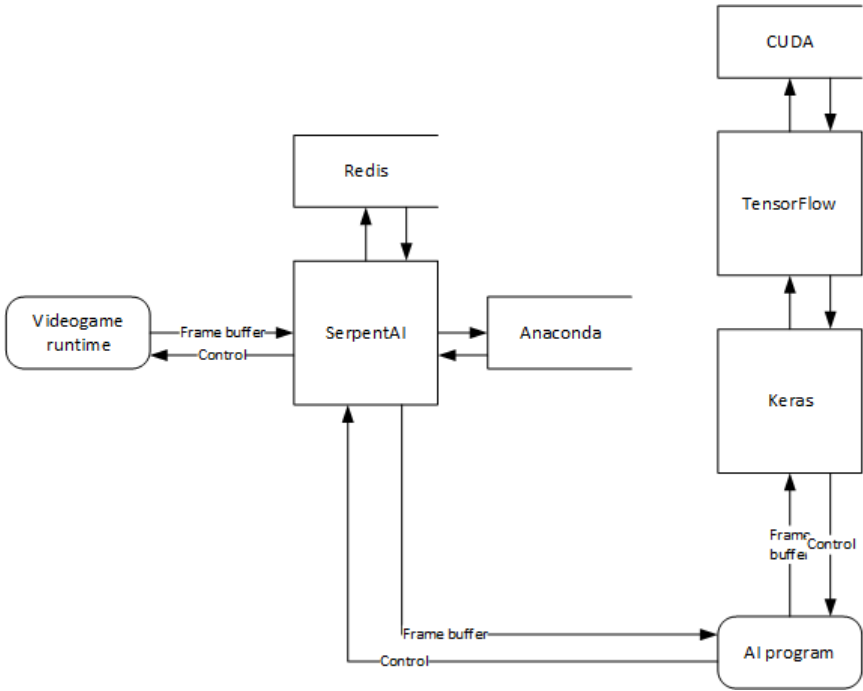 CUDA
Redis
TensorFlow
Videogame
runtime
Frame buffer
Control
SerpentAI
Anaconda
Keras
Frame
buffer
Control
Frame buffer
Control
AI program